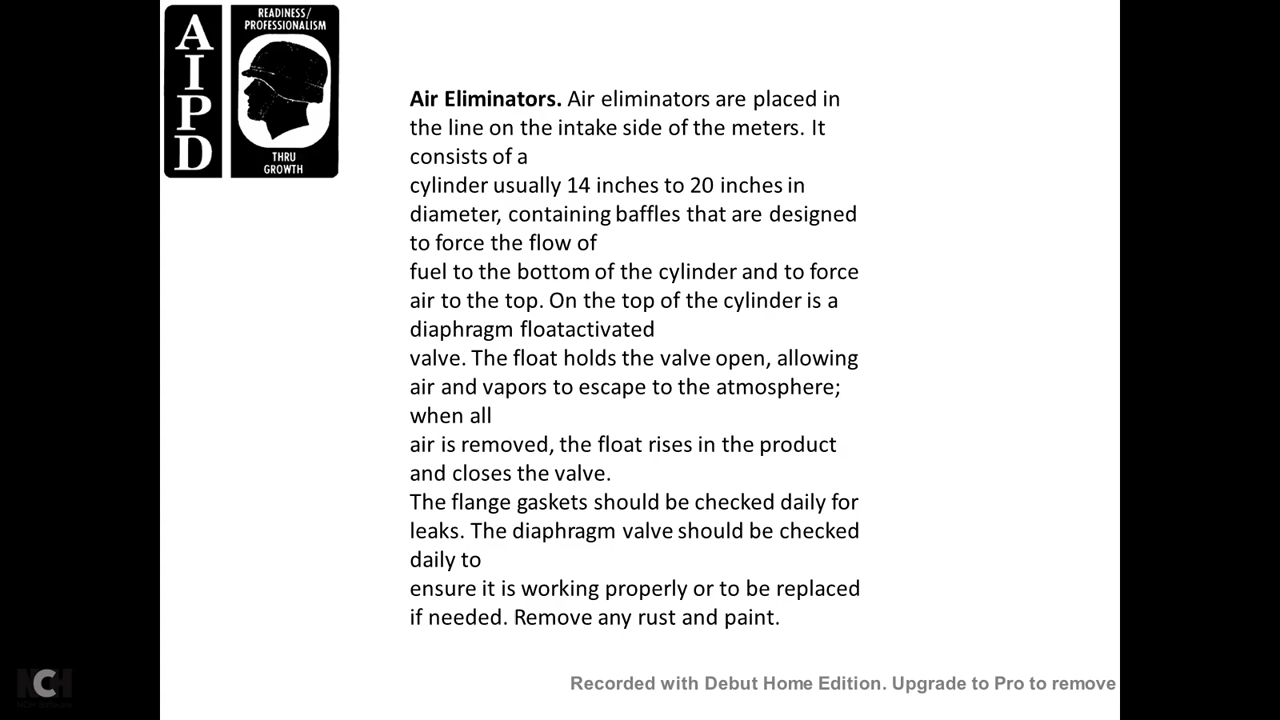 A
I
P
D
READINESS/
PROFESSIONALISM
THRU
GROWTH
Air Eliminators. Air eliminators are placed in
the line on the intake side of the meters. It
consists of a
cylinder usually 14 inches to 20 inches in
diameter, containing baffles that are designed
to force the flow of
fuel to the bottom of the cylinder and to force
air to the top. On the top of the cylinder is a
diaphragm floatactivated
valve. The float holds the valve open, allowing
air and vapors to escape to the atmosphere;
when all
air is removed, the float rises in the product
and closes the valve.
The flange gaskets should be checked daily for
leaks. The diaphragm valve should be checked
daily to
ensure it is working properly or to be replaced
if needed. Remove any rust and paint.
NCH
Recorded with Debut Home Edition. Upgrade to Pro to remove